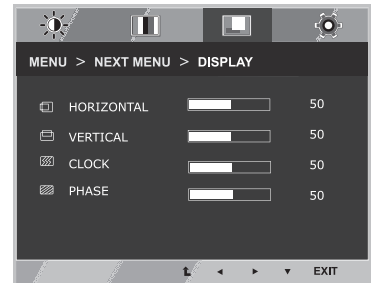 MENU > NEXT MENU > DISPLAY
HORIZONTAL 50
VERTICAL 50
CLOCK 50
PHASE 50
EXIT